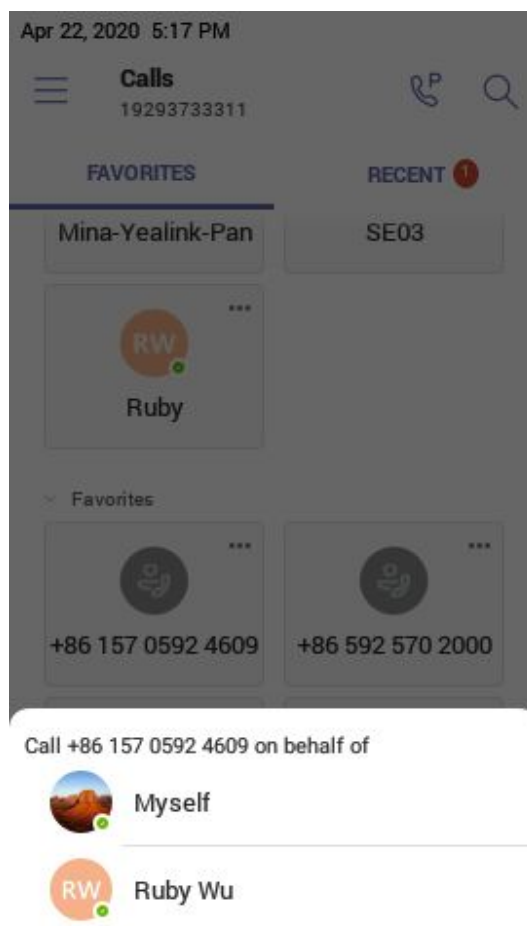 Apr 22, 2020 5:17 PM
Calls
19293733311
P
FAVORITES
RECENT 1
Mina-Yealink-Pan
SE03
RW
Ruby
Favorites
+86 157 0592 4609
+86 592 570 2000
Call +86 157 0592 4609 on behalf of
Myself
RW
Ruby Wu